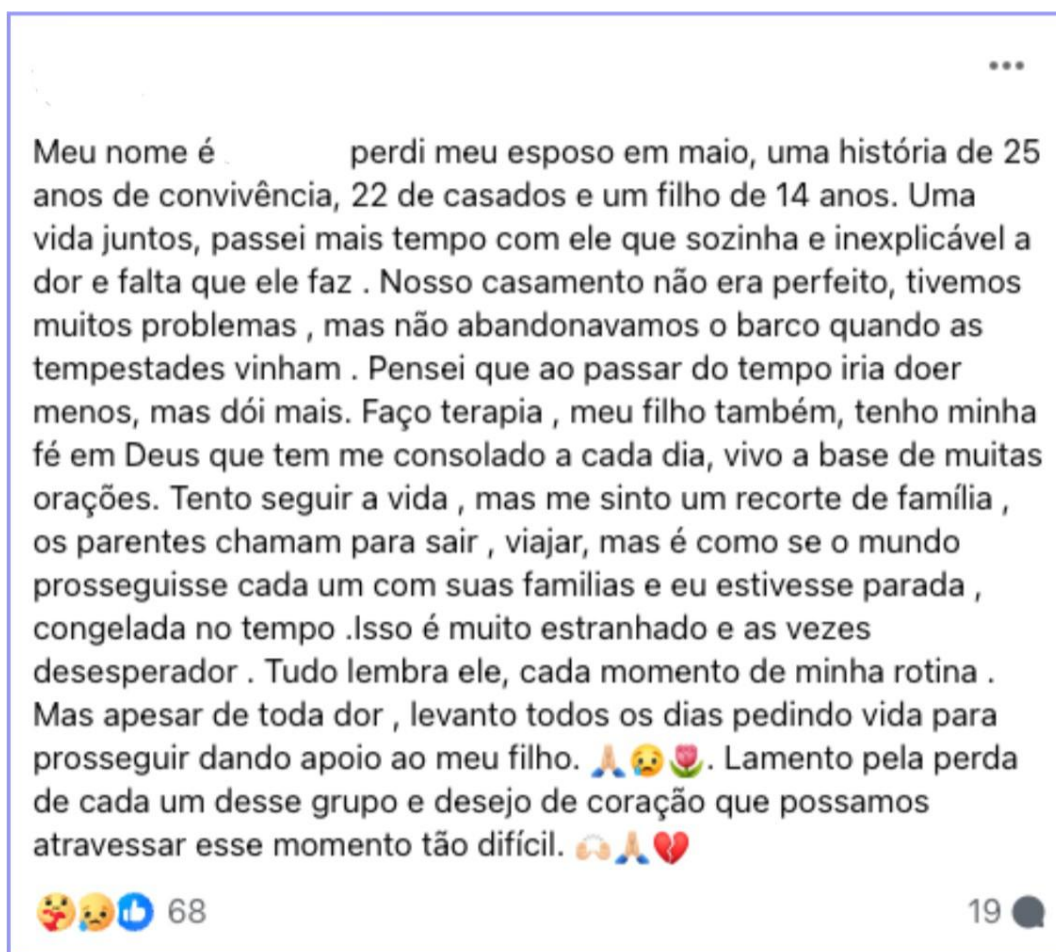 Meu nome é perdi meu esposo em maio, uma história de 25
anos de convivência, 22 de casados e um filho de 14 anos. Uma
vida juntos, passei mais tempo com ele que sozinha e inexplicável a
dor e falta que ele faz . Nosso casamento não era perfeito, tivemos
muitos problemas , mas não abandonavamos o barco quando as
tempestades vinham . Pensei que ao passar do tempo iria doer
menos, mas dói mais. Faço terapia , meu filho também, tenho minha
fé em Deus que tem me consolado a cada dia, vivo a base de muitas
orações. Tento seguir a vida , mas me sinto um recorte de família ,
os parentes chamam para sair , viajar, mas é como se o mundo
prosseguisse cada um com suas familias e eu estivesse parada ,
congelada no tempo .Isso é muito estranhado e as vezes
desesperador . Tudo lembra ele, cada momento de minha rotina .
Mas apesar de toda dor , levanto todos os dias pedindo vida para
prosseguir dando apoio ao meu filho. 🙏🏼😢🌷. Lamento pela perda
de cada um desse grupo e desejo de coração que possamos
atravessar esse momento tão difícil. 🙌🏻🙏🏼💔
68
19